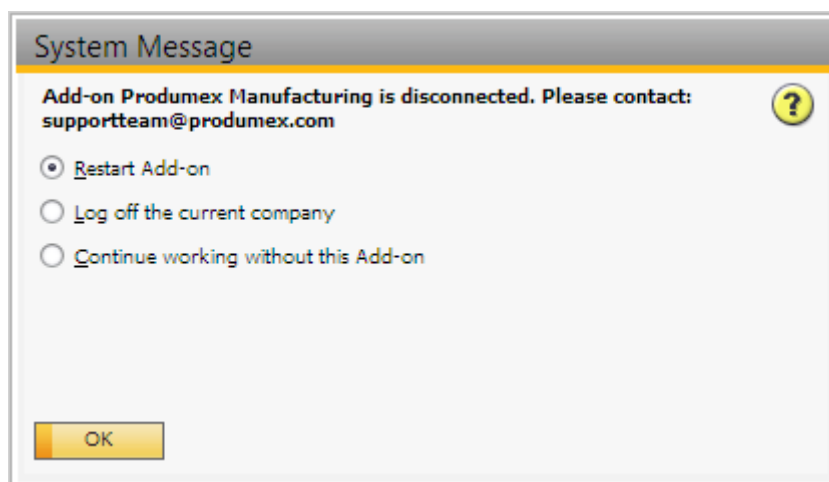 System Message
Add-on Produmex Manufacturing is disconnected. Please contact:
supportteam@produmex.com
?
Restart Add-on
Log off the current company
Continue working without this Add-on
OK